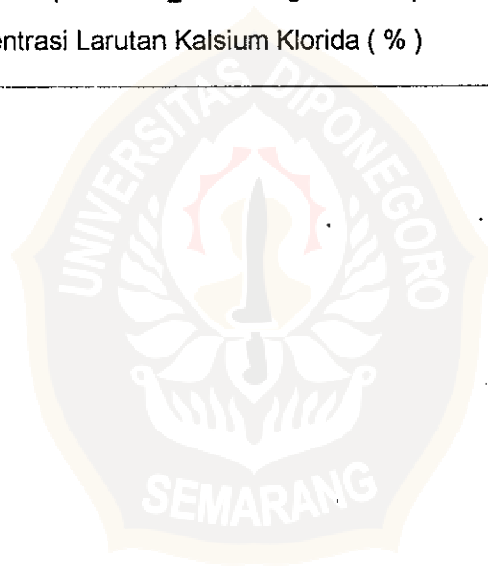 entrasi Larutan Kalsium Klorida ( % )
UNIVERSITAS DIPONEGORO
SEMARANG